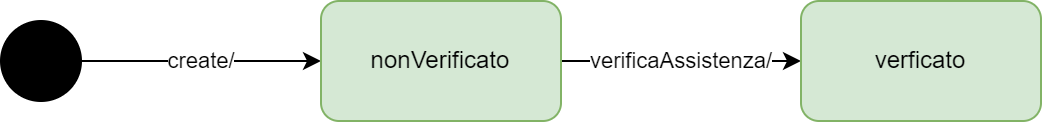 create/
nonVerificato
verificaAssistenza/
verficato